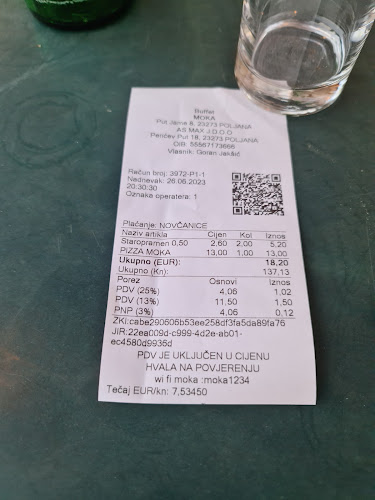 Buffet
MOKA
Put Jama 8, 23273 POLJANA
AS MAX J.D.O.O.
Perićev Put 18, 23273 POLJANA
OIB: 55567173666
Vlasnik: Goran Jakšić
Račun broj: 3972-P1-1
Nadnevak: 26.06.2023
20:30:30
Oznaka operatera: 1
Plaćanje: NOVČANICE
Naziv artikla Cijen Kol Iznos
Staropramen 0,50 2,60 2,00 5,20
PIZZA MOKA 13,00 1,00 13,00
Ukupno (EUR): 18,20
Ukupno (Kn): 137,13
Porez Osnovi Iznos
PDV (25%) 4,06 1,02
PDV (13%) 11,50 1,50
PNP (3%) 4,06 0,12
ZKI:cabe290606b53ee258df3fa5da89fa76
JIR:22ea009d-c999-4d2e-ab01-
ec4580d9936d
PDV JE UKLJUČEN U CIJENU
HVALA NA POVJERENJU
wi fi moka :moka1234
Tečaj EUR/kn: 7,53450